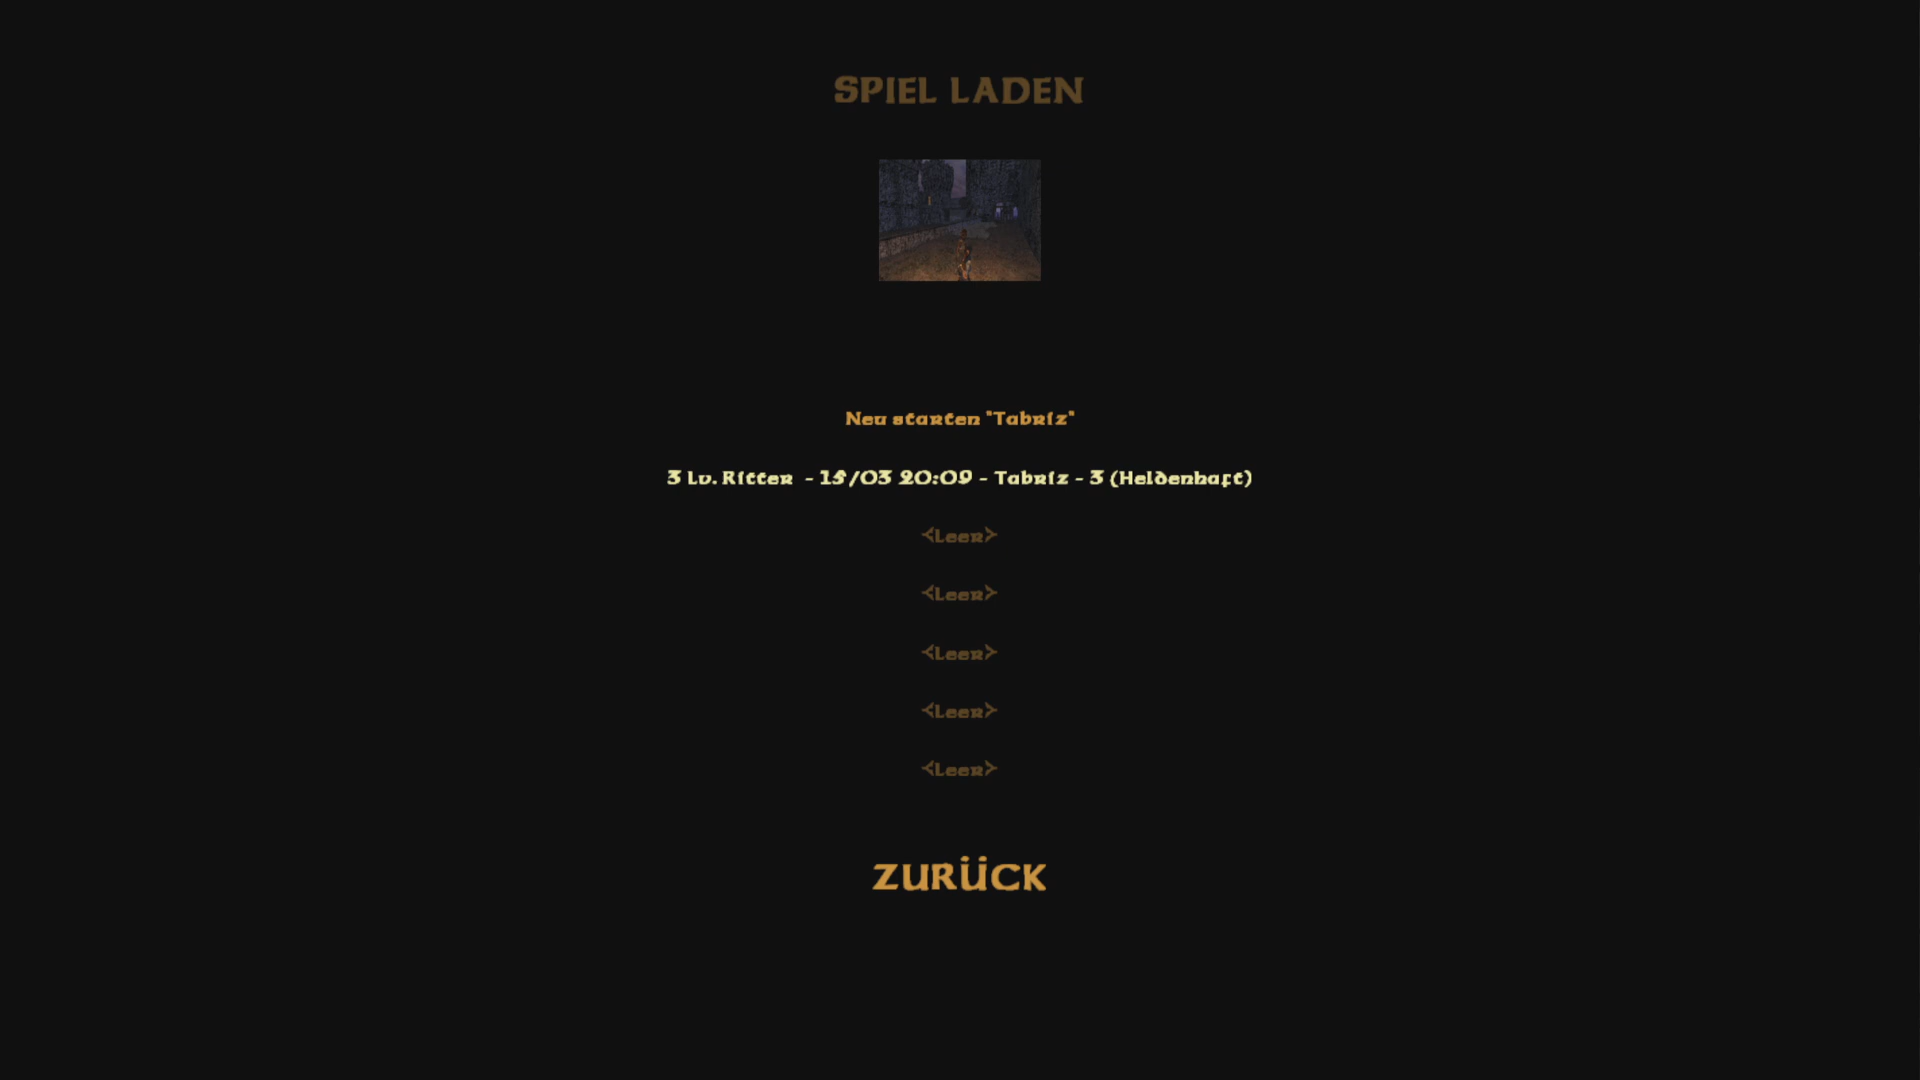 SPIEL LADEN
Neu starten "Tabriz"
3 Lv. Ritter - 15/03 20:09 - Tabriz - 3 (Heldenhaft)
<Leer>
<Leer>
<Leer>
<Leer>
<Leer>
ZURÜCK